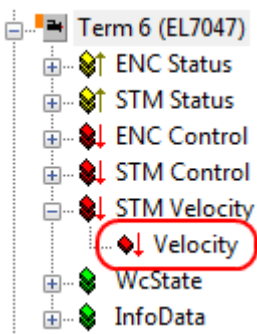 Term 6 (EL7047)
ENC Status
STM Status
ENC Control
STM Control
STM Velocity
Velocity
WcState
InfoData